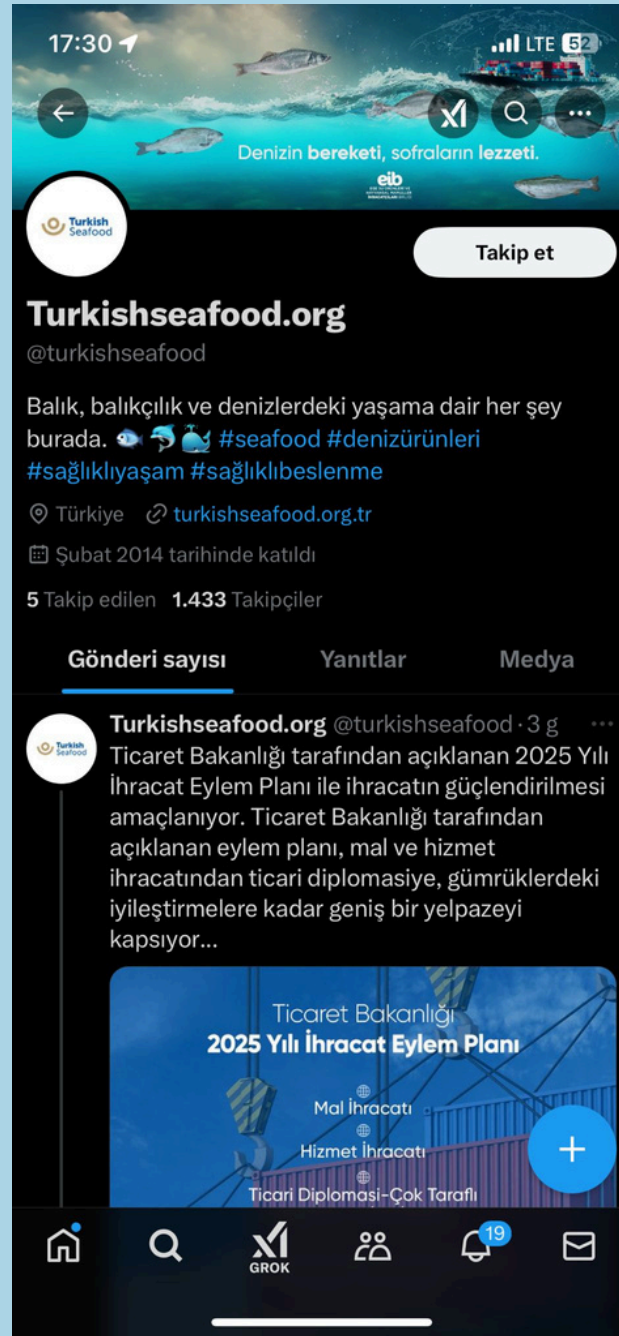 17:30
LTE 52
Denizin bereketi, sofraların lezzeti.
eib
Turkish
Seafood
Takip et
Turkishseafood.org
@turkishseafood
Balık, balıkçılık ve denizlerdeki yaşama dair her şey
burada. 🐟 🐬 🐳 #seafood #denizürünleri
#sağlıklıyaşam #sağlıklıbeslenme
Türkiye turkishseafood.org.tr
Şubat 2014 tarihinde katıldı
5 Takip edilen 1.433 Takipçiler
Gönderi sayısı Yanıtlar Medya
Turkish
Seafood
Turkishseafood.org @turkishseafood · 3 g
Ticaret Bakanlığı tarafından açıklanan 2025 Yılı
İhracat Eylem Planı ile ihracatın güçlendirilmesi
amaçlanıyor. Ticaret Bakanlığı tarafından
açıklanan eylem planı, mal ve hizmet
ihracatından ticari diplomasiye, gümrüklerdeki
iyileştirmelere kadar geniş bir yelpazeyi
kapsıyor...
Ticaret Bakanlığı
2025 Yılı İhracat Eylem Planı
Mal İhracatı
Hizmet İhracatı
Ticari Diplomasi-Çok Taraflı
19
GROK